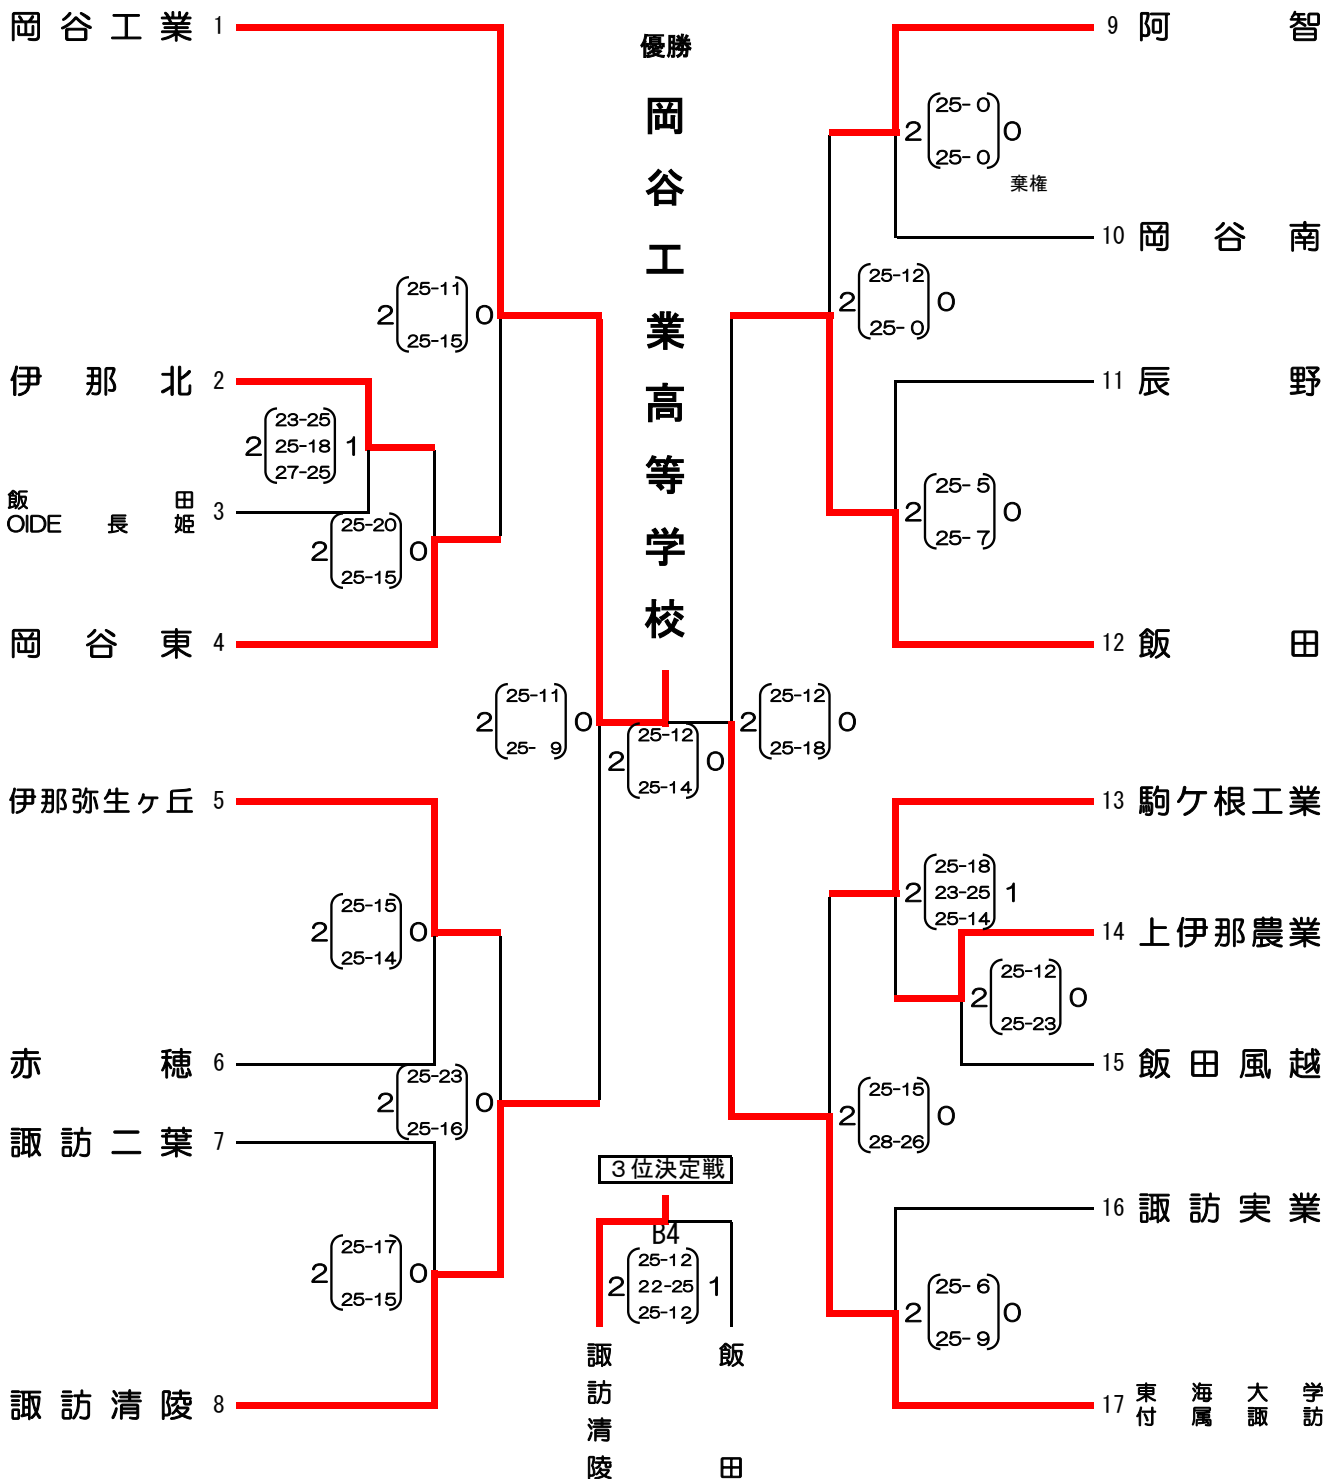 岡谷工業 1
伊那北 2
飯田
OIDE長姫 3
岡谷東 4
伊那弥生ヶ丘 5
赤穂 6
諏訪二葉 7
諏訪清陵 8
25-11
2 0
25-15
23-25
2 25-18 1
27-25
25-20
2 0
25-15
25-11
2 0
25- 9
25-15
2 0
25-14
25-23
2 0
25-16
25-17
2 0
25-15
優勝
岡谷工業高等学校
25-12
2 0
25-14
3位決定戦
B4
25-12
2 22-25 1
25-12
諏訪清陵
飯田
9 阿智
10 岡谷南
11 辰野
12 飯田
13 駒ケ根工業
14 上伊那農業
15 飯田風越
16 諏訪実業
17 東海大学
付属諏訪
25- 0
2 0
25- 0
棄権
25-12
2 0
25- 0
25- 5
2 0
25- 7
25-12
2 0
25-18
25-18
2 23-25 1
25-14
25-12
2 0
25-23
25-15
2 0
28-26
25- 6
2 0
25- 9